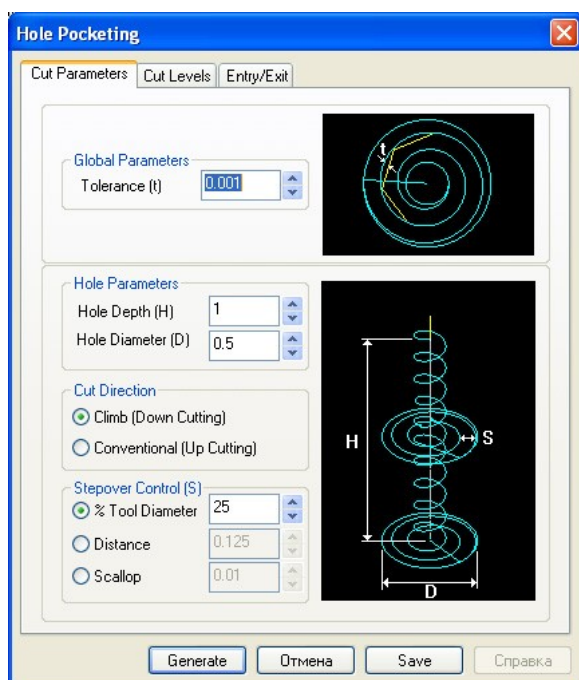 Hole Pocketing
Cut Parameters Cut Levels Entry/Exit
Global Parameters
Tolerance (t) 0.001
t
Hole Parameters
Hole Depth (H) 1
Hole Diameter (D) 0.5
Cut Direction
Climb (Down Cutting)
Conventional (Up Cutting)
Stepover Control (S)
% Tool Diameter 25
Distance 0.125
Scallop 0.01
H
S
D
Generate Отмена Save Справка